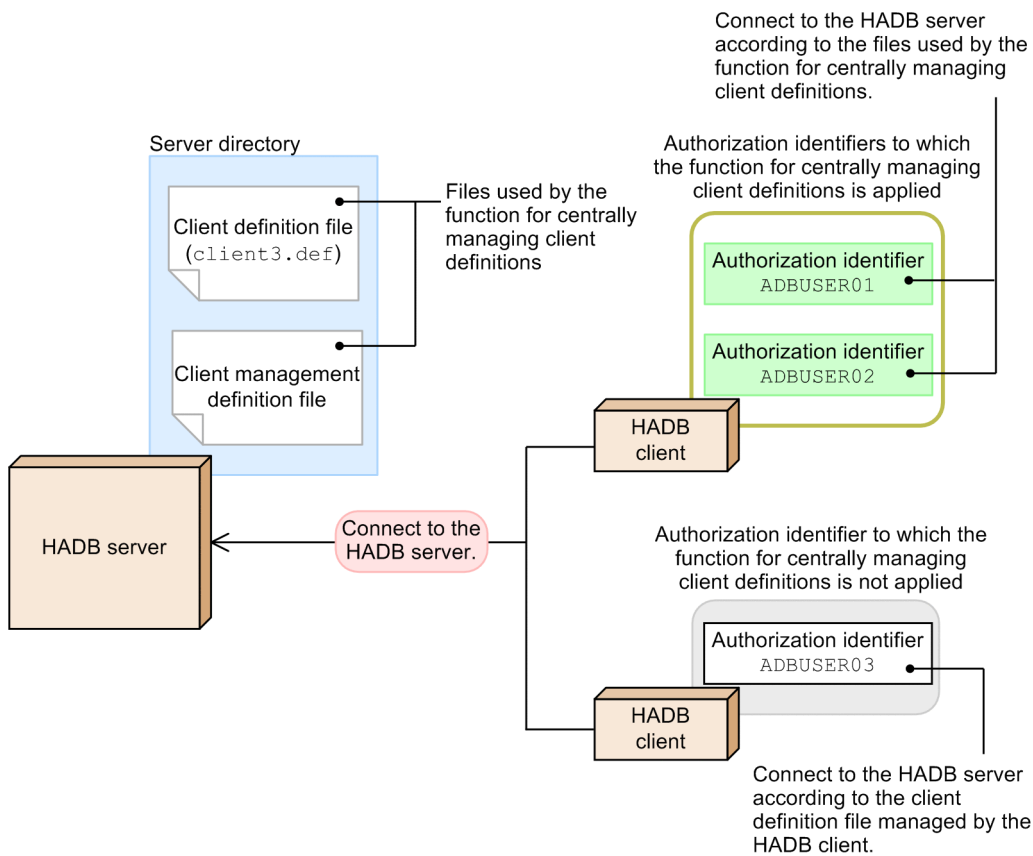 Connect to the HADB server
according to the files used by the
function for centrally managing
client definitions.
Server directory
Authorization identifiers to which
the function for centrally managing
client definitions is applied
Client definition file
(client3.def)
Files used by the
function for centrally
managing client
definitions
Authorization identifier
ADBUSER01
Authorization identifier
ADBUSER02
Client management
definition file
HADB
client
HADB server
Connect to the
HADB server.
Authorization identifier to which the
function for centrally managing
client definitions is not applied
Authorization identifier
ADBUSER03
HADB
client
Connect to the HADB server
according to the client
definition file managed by the
HADB client.